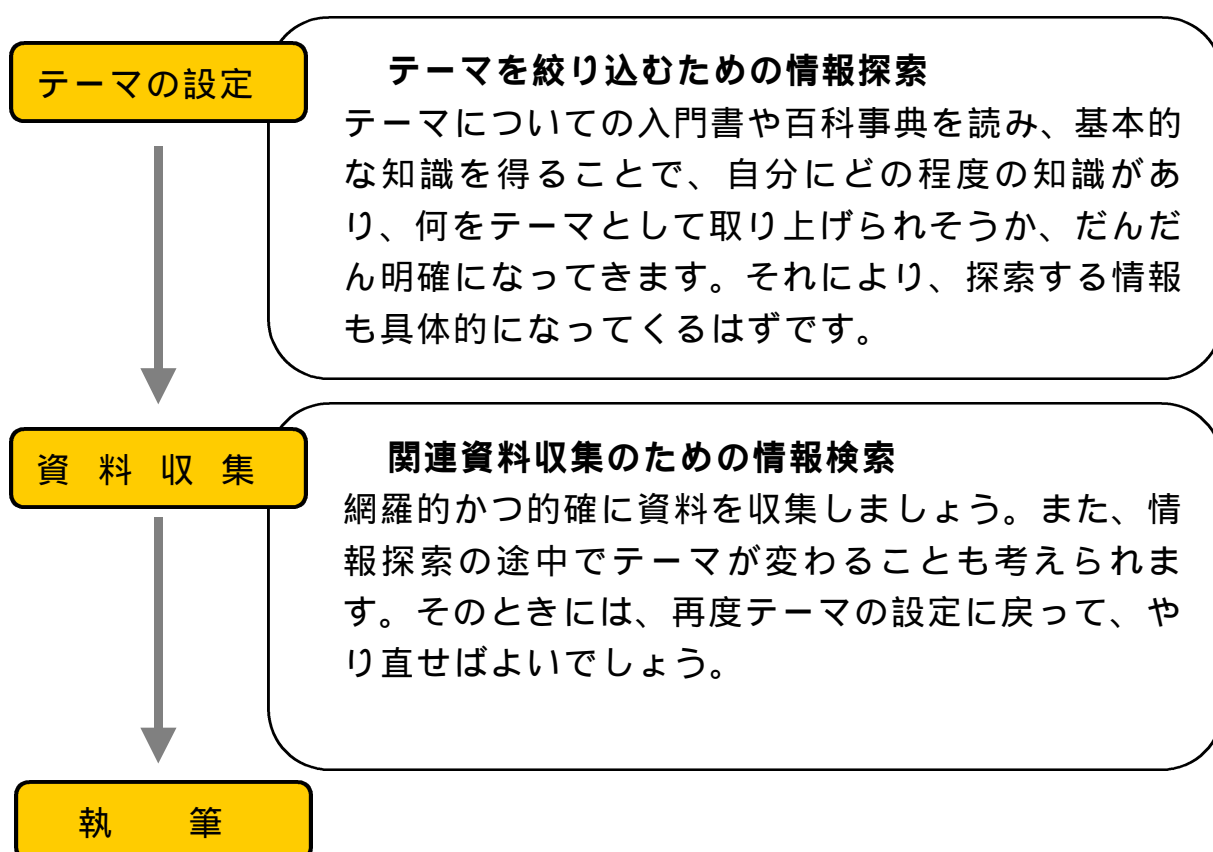 テーマの設定
テーマを絞り込むための情報探索
テーマについての入門書や百科事典を読み、基本的
な知識を得ることで、自分にどの程度の知識があ
り、何をテーマとして取り上げられそうか、だんだ
ん明確になってきます。それにより、探索する情報
も具体的になってくるはずです。
資 料 収 集
関連資料収集のための情報検索
網羅的かつ的確に資料を収集しましょう。また、情
報探索の途中でテーマが変わることも考えられま
す。そのときには、再度テーマの設定に戻って、や
り直せばよいでしょう。
執 筆